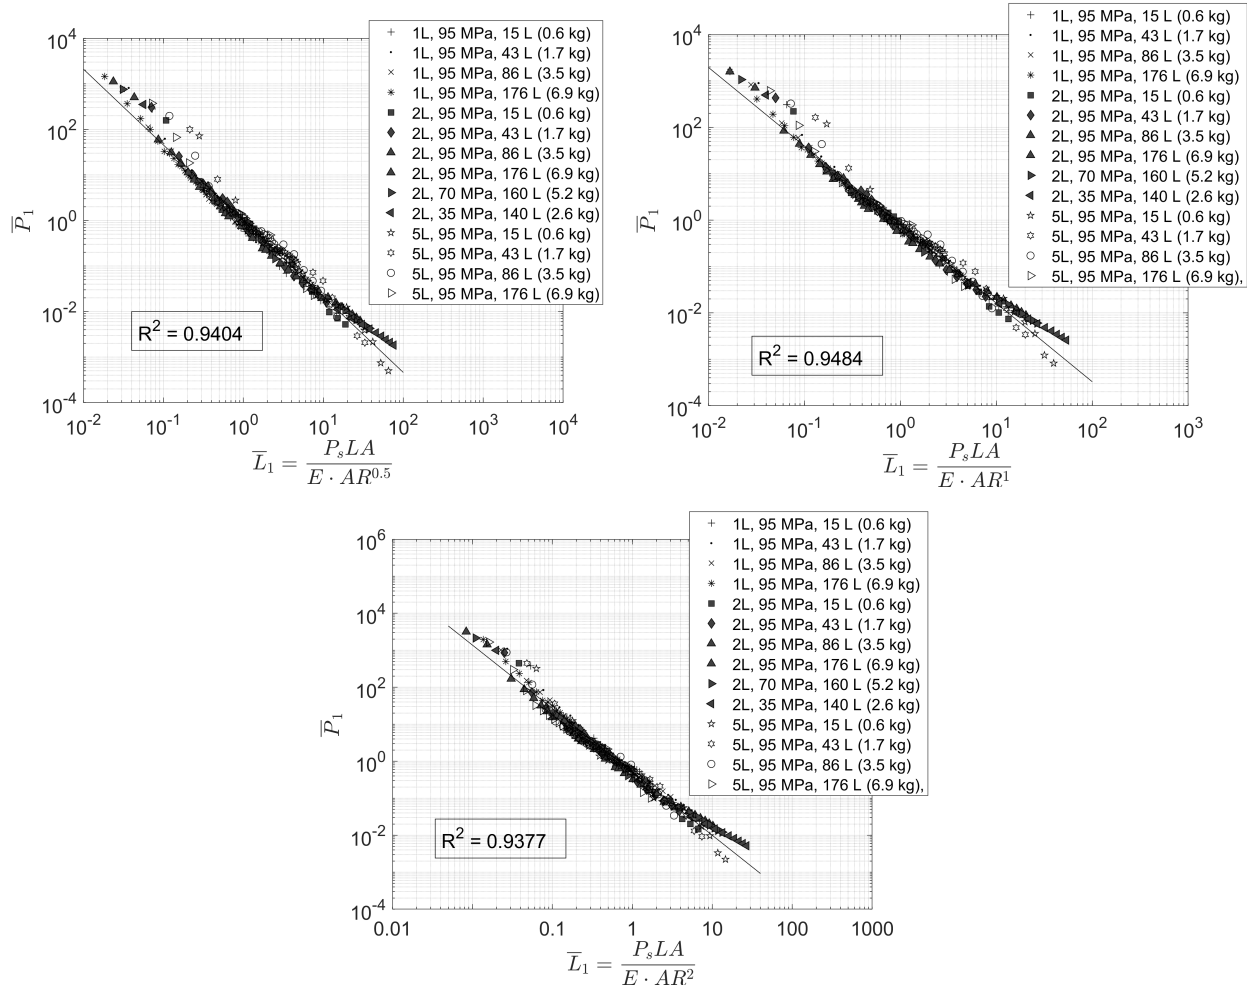 10^4
10^2
10^0
10^-2
10^-4
P̅_1
10^-2
10^-1
10^0
10^1
10^2
10^3
10^4
L̅_1 = P_sLA / E · AR^0.5
R^2 = 0.9404
1L, 95 MPa, 15 L (0.6 kg)
1L, 95 MPa, 43 L (1.7 kg)
1L, 95 MPa, 86 L (3.5 kg)
1L, 95 MPa, 176 L (6.9 kg)
2L, 95 MPa, 15 L (0.6 kg)
2L, 95 MPa, 43 L (1.7 kg)
2L, 95 MPa, 86 L (3.5 kg)
2L, 95 MPa, 176 L (6.9 kg)
2L, 70 MPa, 160 L (5.2 kg)
2L, 35 MPa, 140 L (2.6 kg)
5L, 95 MPa, 15 L (0.6 kg)
5L, 95 MPa, 43 L (1.7 kg)
5L, 95 MPa, 86 L (3.5 kg)
5L, 95 MPa, 176 L (6.9 kg)
10^4
10^2
10^0
10^-2
10^-4
P̅_1
10^-2
10^-1
10^0
10^1
10^2
10^3
L̅_1 = P_sLA / E · AR^1
R^2 = 0.9484
1L, 95 MPa, 15 L (0.6 kg)
1L, 95 MPa, 43 L (1.7 kg)
1L, 95 MPa, 86 L (3.5 kg)
1L, 95 MPa, 176 L (6.9 kg)
2L, 95 MPa, 15 L (0.6 kg)
2L, 95 MPa, 43 L (1.7 kg)
2L, 95 MPa, 86 L (3.5 kg)
2L, 95 MPa, 176 L (6.9 kg)
2L, 70 MPa, 160 L (5.2 kg)
2L, 35 MPa, 140 L (2.6 kg)
5L, 95 MPa, 15 L (0.6 kg)
5L, 95 MPa, 43 L (1.7 kg)
5L, 95 MPa, 86 L (3.5 kg)
5L, 95 MPa, 176 L (6.9 kg),
10^6
10^4
10^2
10^0
10^-2
10^-4
P̅_1
0.01
0.1
1
10
100
1000
L̅_1 = P_sLA / E · AR^2
R^2 = 0.9377
1L, 95 MPa, 15 L (0.6 kg)
1L, 95 MPa, 43 L (1.7 kg)
1L, 95 MPa, 86 L (3.5 kg)
1L, 95 MPa, 176 L (6.9 kg)
2L, 95 MPa, 15 L (0.6 kg)
2L, 95 MPa, 43 L (1.7 kg)
2L, 95 MPa, 86 L (3.5 kg)
2L, 95 MPa, 176 L (6.9 kg)
2L, 70 MPa, 160 L (5.2 kg)
2L, 35 MPa, 140 L (2.6 kg)
5L, 95 MPa, 15 L (0.6 kg)
5L, 95 MPa, 43 L (1.7 kg)
5L, 95 MPa, 86 L (3.5 kg)
5L, 95 MPa, 176 L (6.9 kg),